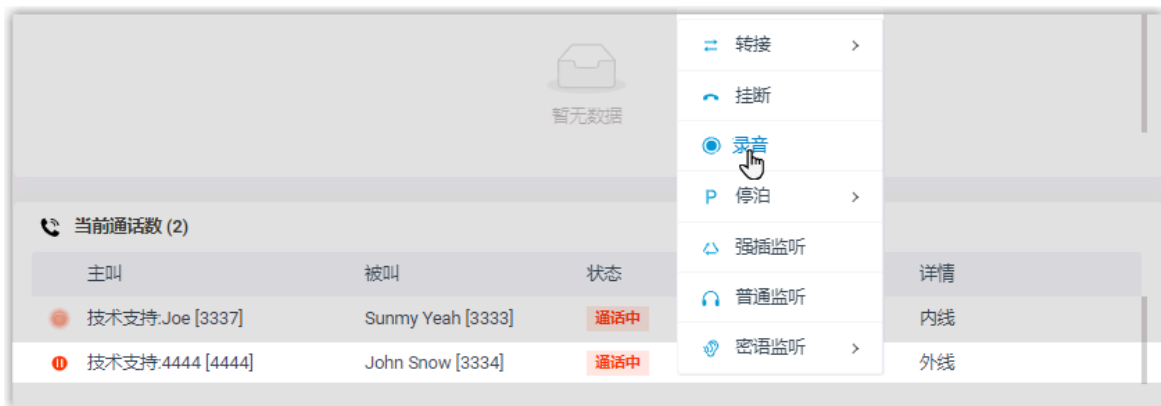 转接
挂断
暂无数据
录音
P 停泊
当前通话数 (2)
强插监听
主叫 被叫 状态 详情
普通监听
技术支持:Joe [3337] Sunmy Yeah [3333] 通话中 内线
密语监听
技术支持:4444 [4444] John Snow [3334] 通话中 外线